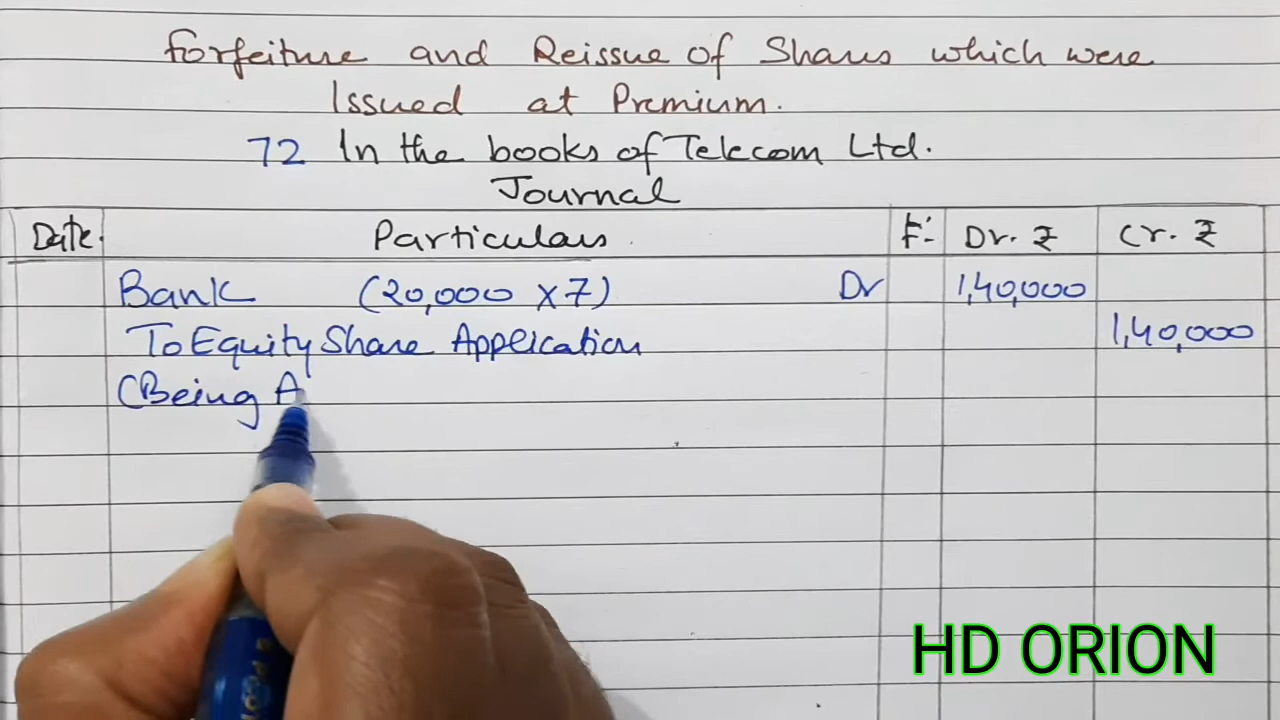 Forfeiture and Reissue of Shares which were
Issued at Premium.
72 In the books of Telecom Ltd.
Journal
Date. Particulars. F. Dr. ₹ Cr. ₹
Bank (20,000 X 7) Dr 1,40,000
To Equity Share Application 1,40,000
(Being A
HD ORION